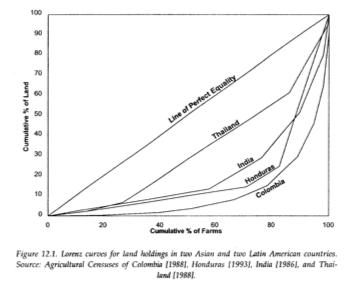 100
90
80
70
60
50
40
30
20
10
0
Cumulative % of Land
Line of Perfect Equality
Thailand
India
Honduras
Colombia
0 20 40 60 80 100
Cumulative % of Farms
Figure 12.1. Lorenz curves for land holdings in two Asian and two Latin American countries.
Source: Agricultural Censuses of Colombia [1988], Honduras [1993], India [1986], and Thai-
land [1988].